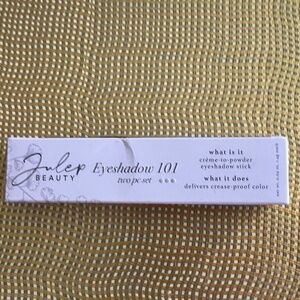 Julep
BEAUTY
Eyeshadow 101
two pc set
what is it
crème-to-powder
eyeshadow stick
what it does
delivers crease-proof color